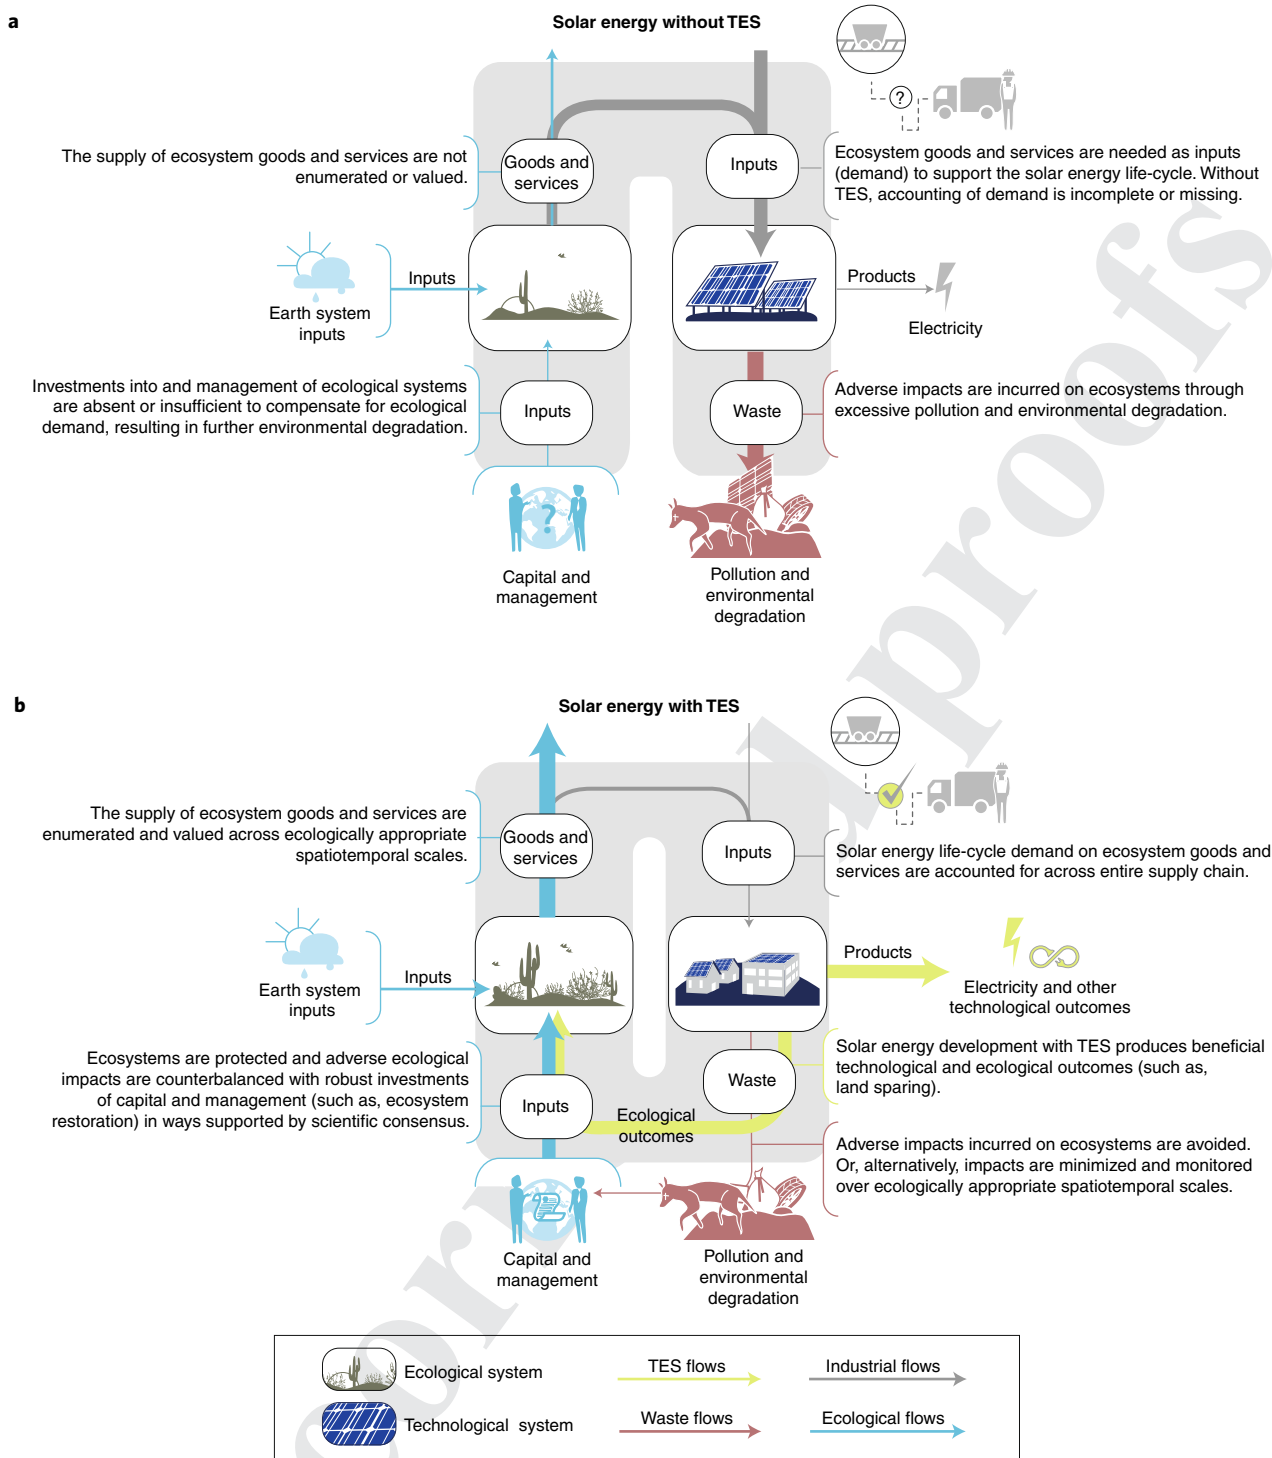 a
Solar energy without TES
?
Goods and
services
Inputs
The supply of ecosystem goods and services are not
enumerated or valued.
Ecosystem goods and services are needed as inputs
(demand) to support the solar energy life-cycle. Without
TES, accounting of demand is incomplete or missing.
Inputs
Earth system
inputs
Products
Electricity
Investments into and management of ecological systems
are absent or insufficient to compensate for ecological
demand, resulting in further environmental degradation.
Inputs
Waste
Adverse impacts are incurred on ecosystems through
excessive pollution and environmental degradation.
?
Capital and
management
Pollution and
environmental
degradation
b
Solar energy with TES
The supply of ecosystem goods and services are
enumerated and valued across ecologically appropriate
spatiotemporal scales.
Goods and
services
Inputs
Solar energy life-cycle demand on ecosystem goods and
services are accounted for across entire supply chain.
Inputs
Earth system
inputs
Products
Electricity and other
technological outcomes
Ecosystems are protected and adverse ecological
impacts are counterbalanced with robust investments
of capital and management (such as, ecosystem
restoration) in ways supported by scientific consensus.
Inputs
Waste
Ecological
outcomes
Solar energy development with TES produces beneficial
technological and ecological outcomes (such as,
land sparing).
Adverse impacts incurred on ecosystems are avoided.
Or, alternatively, impacts are minimized and monitored
over ecologically appropriate spatiotemporal scales.
Capital and
management
Pollution and
environmental
degradation
Ecological system
TES flows
Industrial flows
Technological system
Waste flows
Ecological flows
proofs